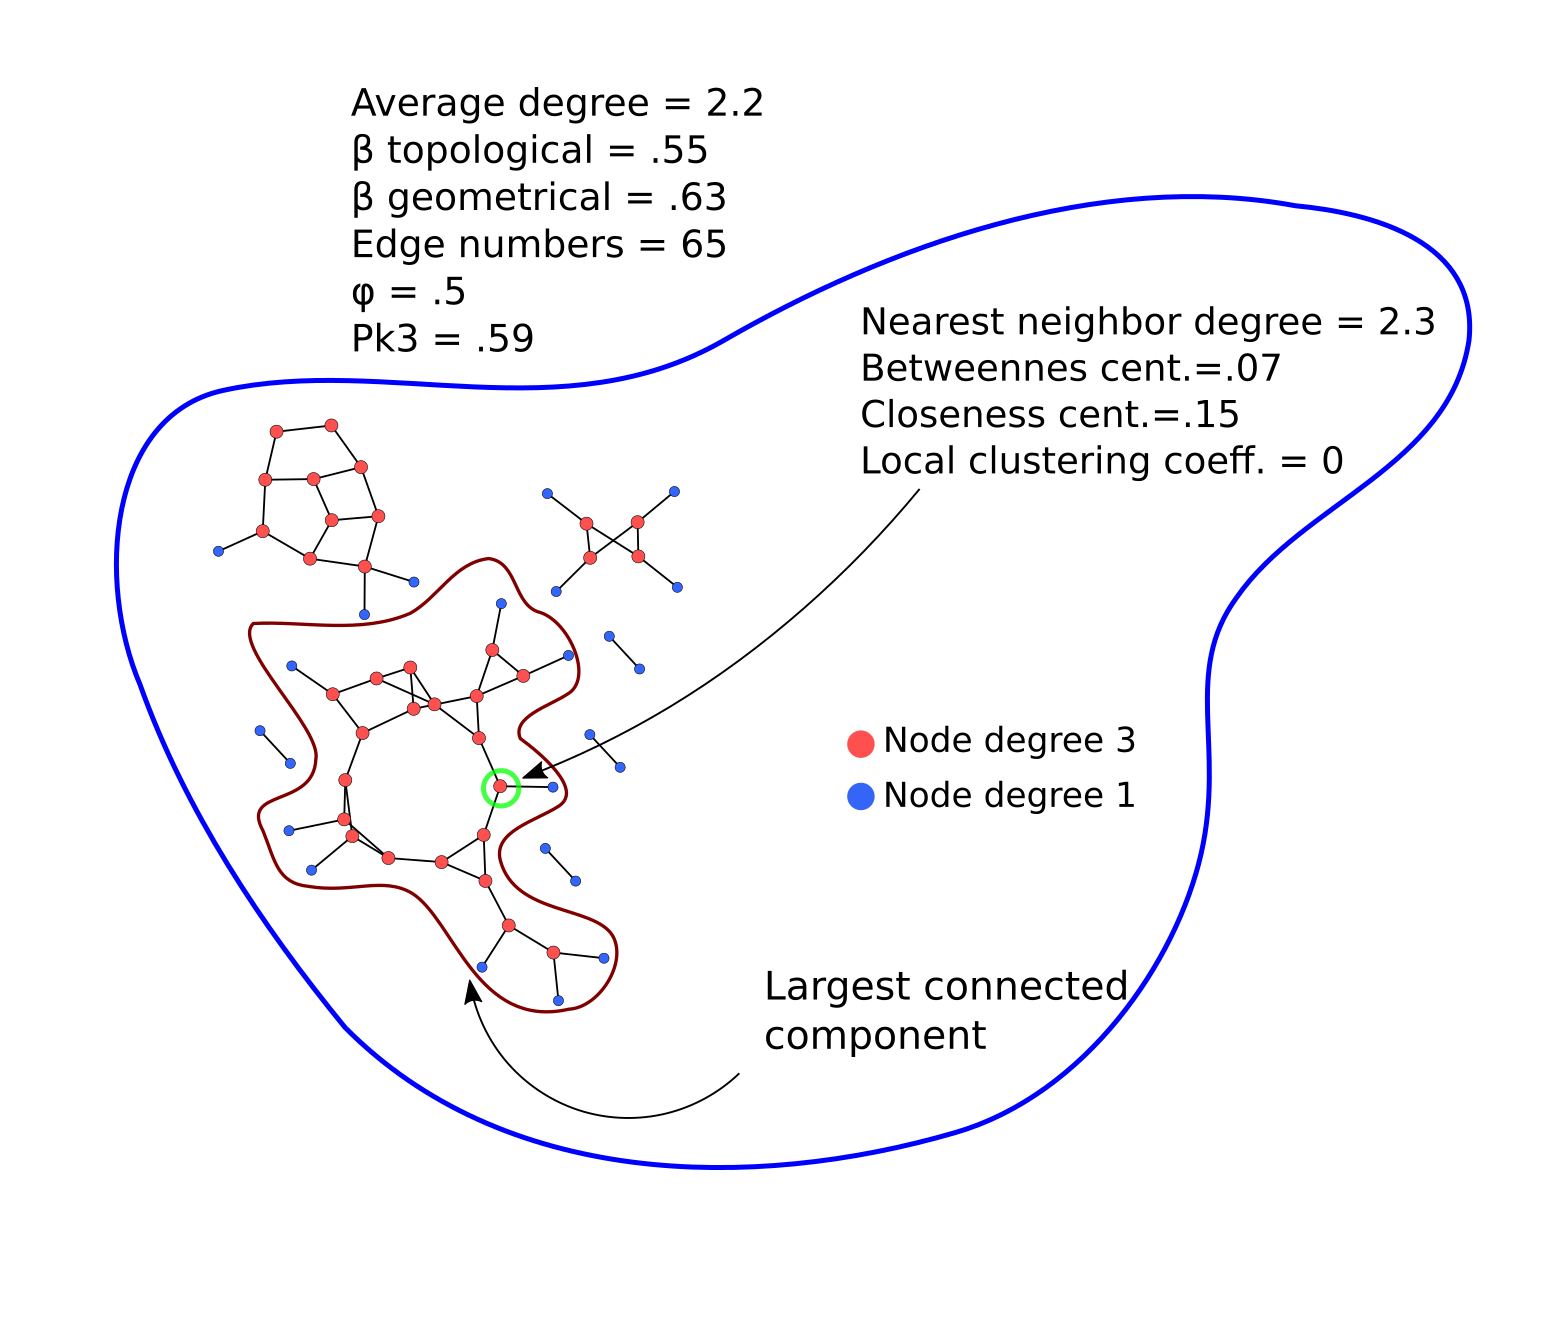 Average degree = 2.2
β topological = .55
β geometrical = .63
Edge numbers = 65
φ = .5
Pk3 = .59
Nearest neighbor degree = 2.3
Betweennes cent.=.07
Closeness cent.=.15
Local clustering coeff. = 0
Node degree 3
Node degree 1
Largest connected
component